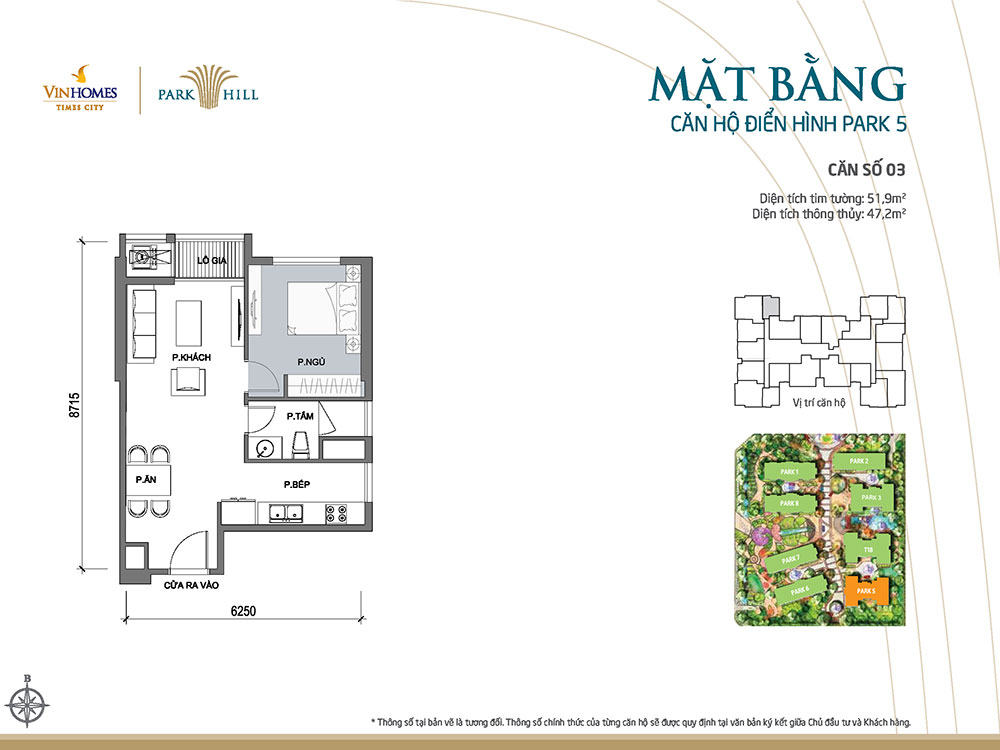 VINHOMES
TIMES CITY
PARK HILL
MẶT BẰNG
CĂN HỘ ĐIỂN HÌNH PARK 5
CĂN SỐ 03
Diện tích tim tường: 51,9m²
Diện tích thông thủy: 47,2m²
LÔ GIA
P.KHÁCH
P.NGỦ
8715
P.TẮM
P.ĂN
P.BẾP
CỬA RA VÀO
6250
Vị trí căn hộ
PARK 1
PARK 2
PARK 8
PARK 3
T18
PARK 7
PARK 6
PARK 5
B
* Thông số tại bản vẽ là tương đối. Thông số chính thức của từng căn hộ sẽ được quy định tại văn bản ký kết giữa Chủ đầu tư và Khách hàng.